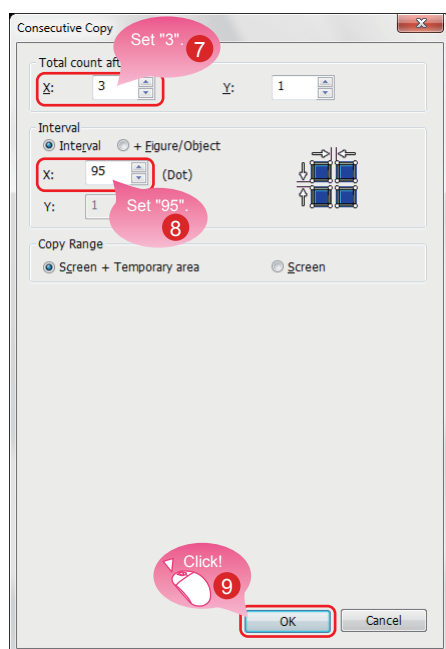 Consecutive Copy
Set "3". 7
Total count aft
X: 3 Y: 1
Interval
Interval + Figure/Object
X: 95 (Dot)
Y: 1 Set "95".
8
Copy Range
Screen + Temporary area Screen
Click!
9
OK Cancel